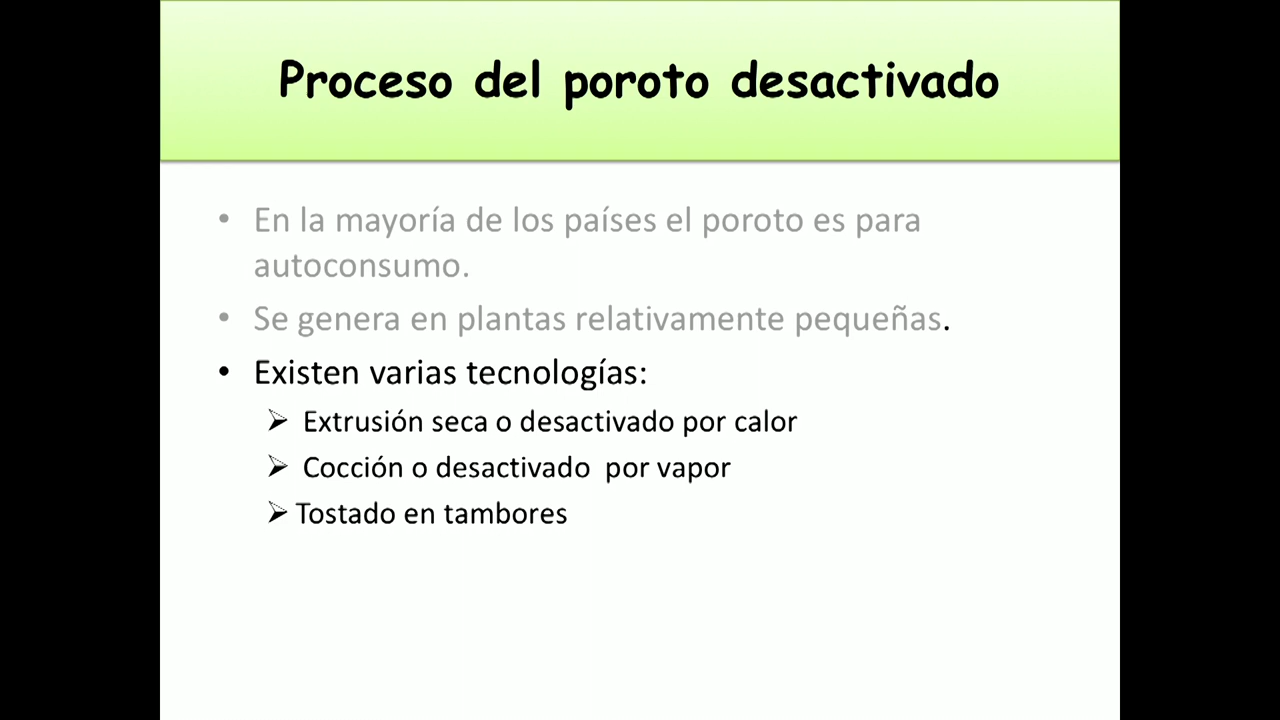 Proceso del poroto desactivado
• En la mayoría de los países el poroto es para
autoconsumo.
• Se genera en plantas relativamente pequeñas.
• Existen varias tecnologías:
➢ Extrusión seca o desactivado por calor
➢ Cocción o desactivado por vapor
➢ Tostado en tambores